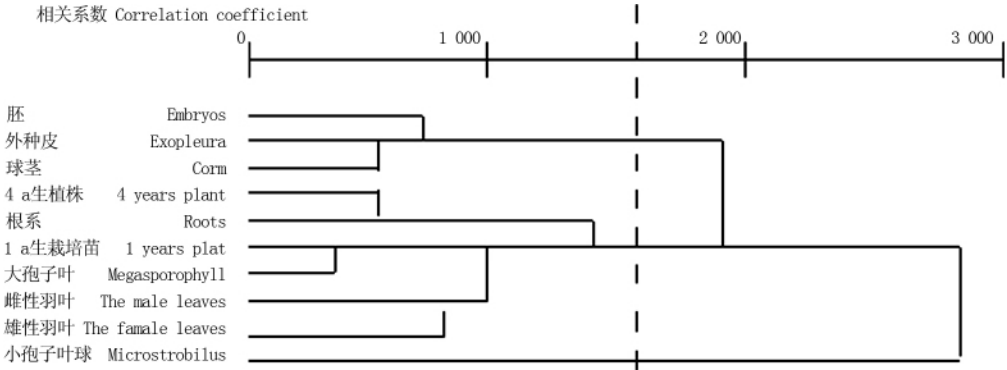 相关系数 Correlation coefficient
0 1 000 2 000 3 000
胚 Embryos
外种皮 Exopleura
球茎 Corm
4 a生植株 4 years plant
根系 Roots
1 a生栽培苗 1 years plat
大孢子叶 Megasporophyll
雌性羽叶 The male leaves
雄性羽叶 The famale leaves
小孢子叶球 Microstrobilus